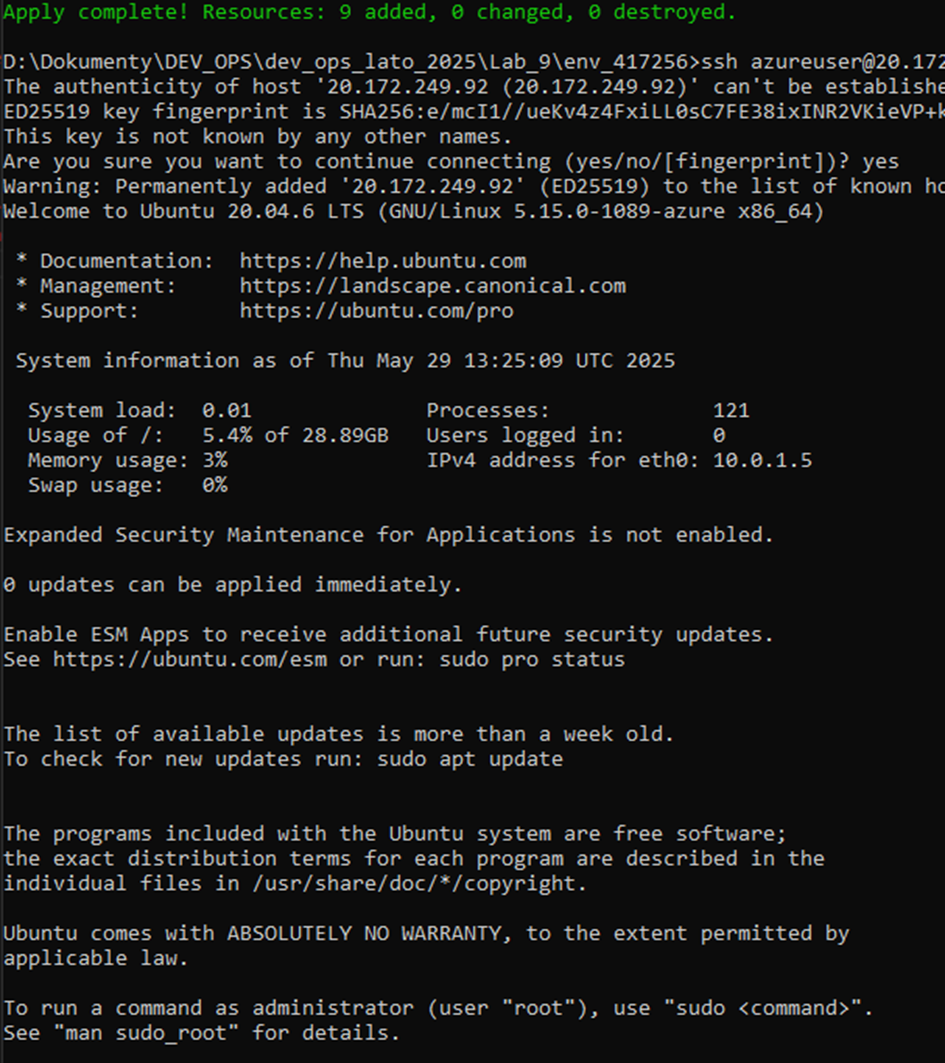 Apply complete! Resources: 9 added, 0 changed, 0 destroyed.
D:\Dokumenty\DEV_OPS\dev_ops_lato_2025\Lab_9\env_417256>ssh azureuser@20.172
The authenticity of host '20.172.249.92 (20.172.249.92)' can't be establishe
ED25519 key fingerprint is SHA256:e/mcI1//ueKv4z4FxiLL0sC7FE38ixINR2VKieVP+k
This key is not known by any other names.
Are you sure you want to continue connecting (yes/no/[fingerprint])? yes
Warning: Permanently added '20.172.249.92' (ED25519) to the list of known ho
Welcome to Ubuntu 20.04.6 LTS (GNU/Linux 5.15.0-1089-azure x86_64)
* Documentation: https://help.ubuntu.com
* Management: https://landscape.canonical.com
* Support: https://ubuntu.com/pro
System information as of Thu May 29 13:25:09 UTC 2025
System load: 0.01 Processes: 121
Usage of /: 5.4% of 28.89GB Users logged in: 0
Memory usage: 3% IPv4 address for eth0: 10.0.1.5
Swap usage: 0%
Expanded Security Maintenance for Applications is not enabled.
0 updates can be applied immediately.
Enable ESM Apps to receive additional future security updates.
See https://ubuntu.com/esm or run: sudo pro status
The list of available updates is more than a week old.
To check for new updates run: sudo apt update
The programs included with the Ubuntu system are free software;
the exact distribution terms for each program are described in the
individual files in /usr/share/doc/*/copyright.
Ubuntu comes with ABSOLUTELY NO WARRANTY, to the extent permitted by
applicable law.
To run a command as administrator (user "root"), use "sudo <command>".
See "man sudo_root" for details.